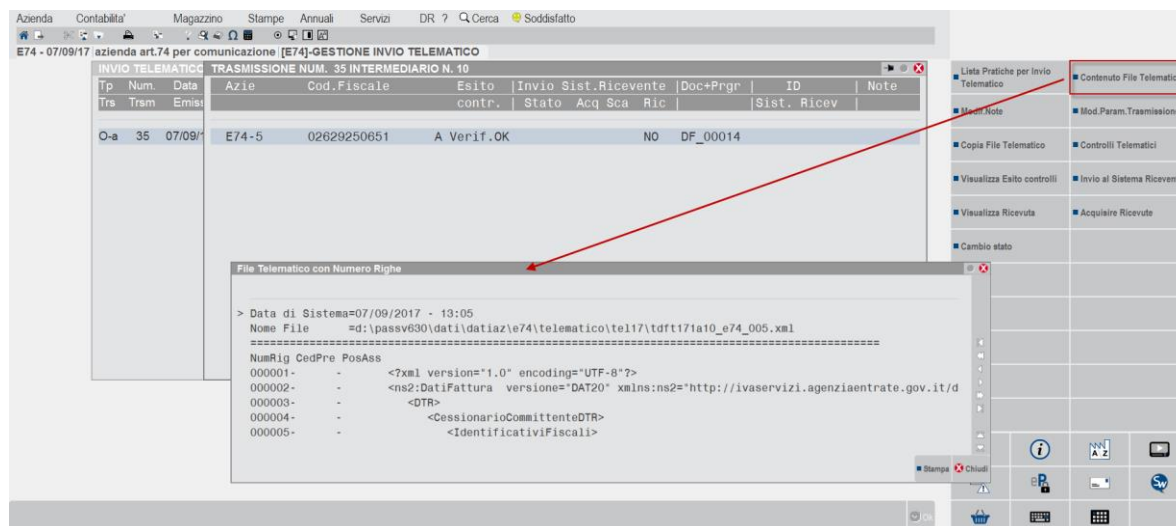 Azienda Contabilita' Magazzino Stampe Annuali Servizi DR ? Cerca Soddisfatto
E74 - 07/09/17 azienda art.74 per comunicazione [E74]-GESTIONE INVIO TELEMATICO
INVIO TELEMATICO
Tp Num. Data
Trs Trsm Emis
O-a 35 07/09/1
TRASMISSIONE NUM. 35 INTERMEDIARIO N. 10
Azie Cod.Fiscale Esito |Invio Sist.Ricevente |Doc+Prgr | ID | Note
contr. | Stato Acq Sca Ric | |Sist. Ricev |
E74-5 02629250651 A Verif.OK NO DF_00014
Lista Pratiche per Invio
Telematico
Contenuto File Telematic
Modif.Note
Mod.Param.Trasmissione
Copia File Telematico
Controlli Telematici
Visualizza Esito controlli
Invio al Sistema Riceven
Visualizza Ricevuta
Acquisire Ricevute
Cambio stato
File Telematico con Numero Righe
> Data di Sistema=07/09/2017 - 13:05
Nome File =d:\passv630\dati\datiaz\e74\telematico\tel17\tdft171a10_e74_005.xml
NumRig CedPre PosAss
000001- - <?xml version="1.0" encoding="UTF-8"?>
000002- - <ns2:DatiFattura versione="DAT20" xmlns:ns2="http://ivaservizi.agenziaentrate.gov.it/d
000003- - <DTR>
000004- - <CessionarioCommittenteDTR>
000005- - <IdentificativiFiscali>
Stampa Chiudi
Ok